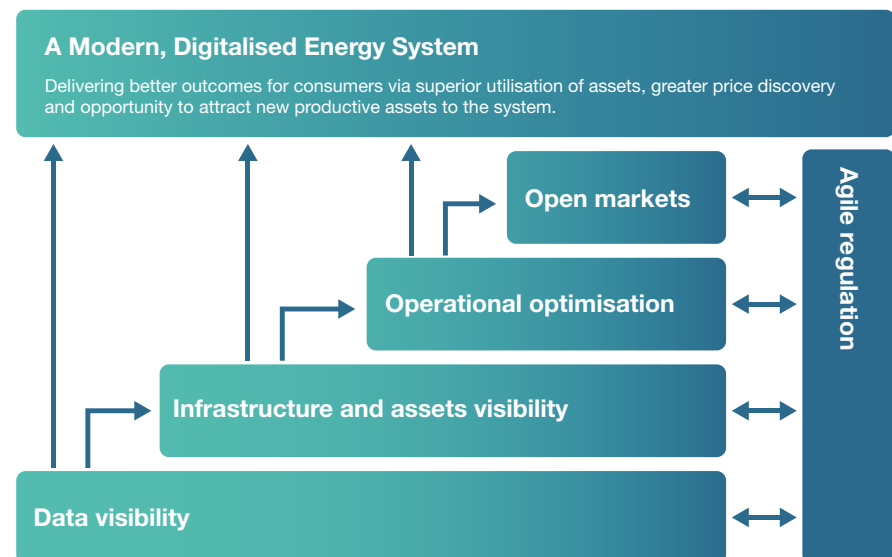 A Modern, Digitalised Energy System
Delivering better outcomes for consumers via superior utilisation of assets, greater price discovery
and opportunity to attract new productive assets to the system.
Open markets
Agile regulation
Operational optimisation
Infrastructure and assets visibility
Data visibility